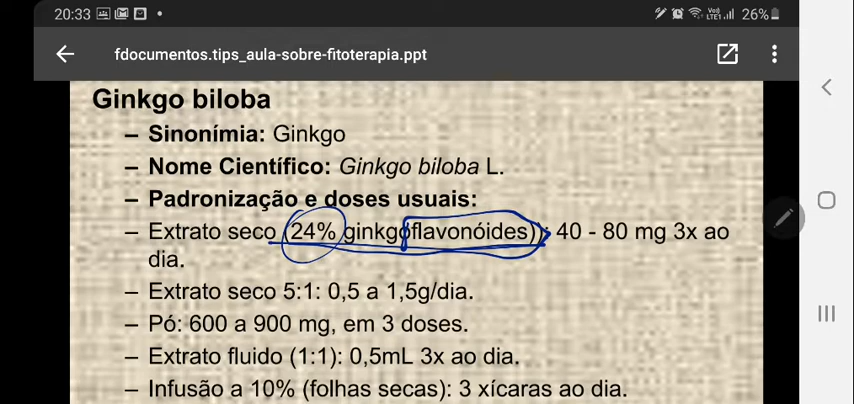 20:33
VoD
LTE1
26%
fdocumentos.tips_aula-sobre-fitoterapia.ppt
Ginkgo biloba
– Sinonímia: Ginkgo
– Nome Científico: Ginkgo biloba L.
– Padronização e doses usuais:
– Extrato seco (24% ginkgoflavonóides)): 40 - 80 mg 3x ao
dia.
– Extrato seco 5:1: 0,5 a 1,5g/dia.
– Pó: 600 a 900 mg, em 3 doses.
– Extrato fluido (1:1): 0,5mL 3x ao dia.
– Infusão a 10% (folhas secas): 3 xícaras ao dia.